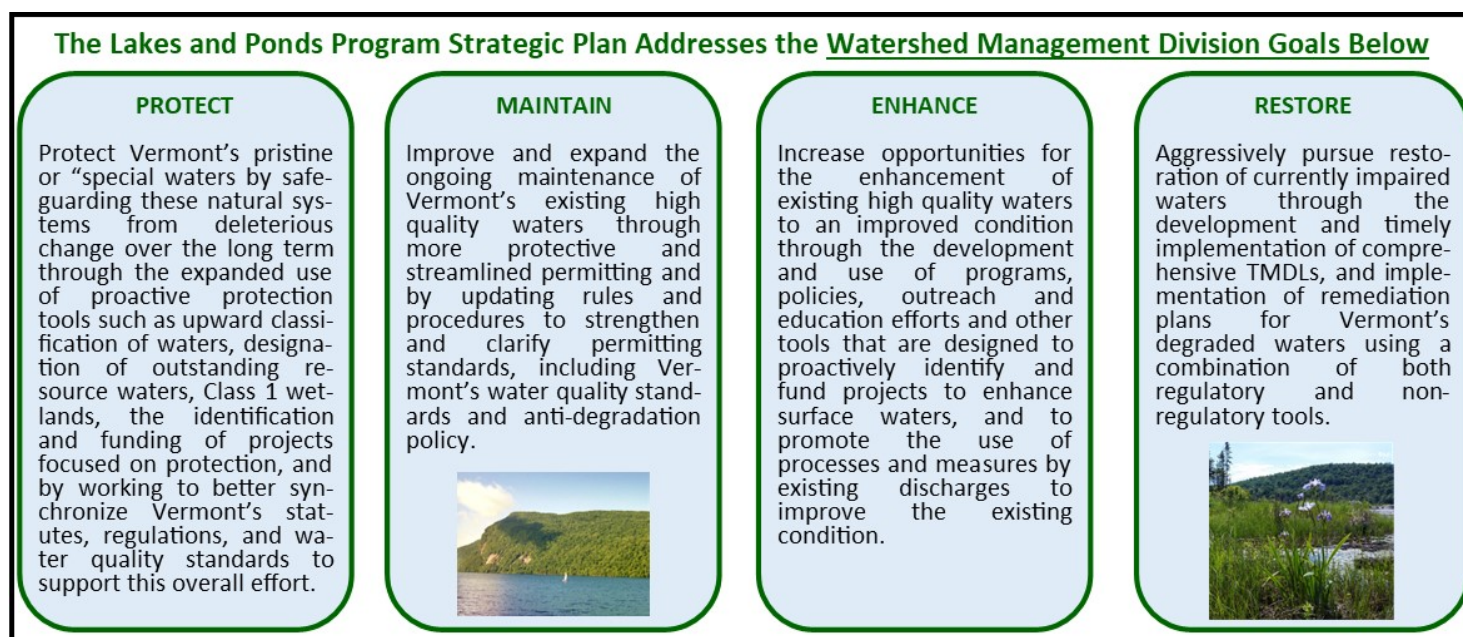 The Lakes and Ponds Program Strategic Plan Addresses the Watershed Management Division Goals Below
PROTECT
Protect Vermont's pristine
or “special waters by safe-
guarding these natural sys-
tems from deleterious
change over the long term
through the expanded use
of proactive protection
tools such as upward classi-
fication of waters, designa-
tion of outstanding re-
source waters, Class 1 wet-
lands, the identification
and funding of projects
focused on protection, and
by working to better syn-
chronize Vermont's stat-
utes, regulations, and wa-
ter quality standards to
support this overall effort.
MAINTAIN
Improve and expand the
ongoing maintenance of
Vermont's existing high
quality waters through
more protective and
streamlined permitting and
by updating rules and
procedures to strengthen
and clarify permitting
standards, including Ver-
mont's water quality stand-
ards and anti-degradation
policy.
ENHANCE
Increase opportunities for
the enhancement of
existing high quality waters
to an improved condition
through the development
and use of programs,
policies, outreach and
education efforts and other
tools that are designed to
proactively identify and
fund projects to enhance
surface waters, and to
promote the use of
processes and measures by
existing discharges to
improve the existing
condition.
RESTORE
Aggressively pursue resto-
ration of currently impaired
waters through the
development and timely
implementation of compre-
hensive TMDLs, and imple-
mentation of remediation
plans for Vermont's
degraded waters using a
combination of both
regulatory and non-
regulatory tools.